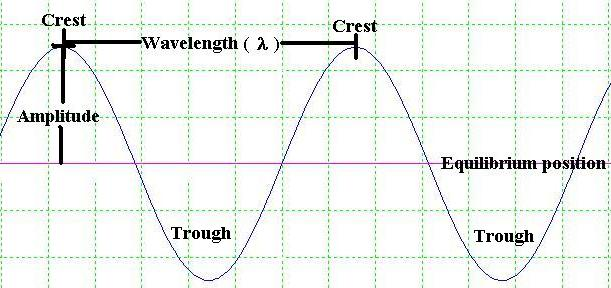 Crest
Crest
Wavelength ( λ )
Amplitude
Equilibrium position
Trough
Trough